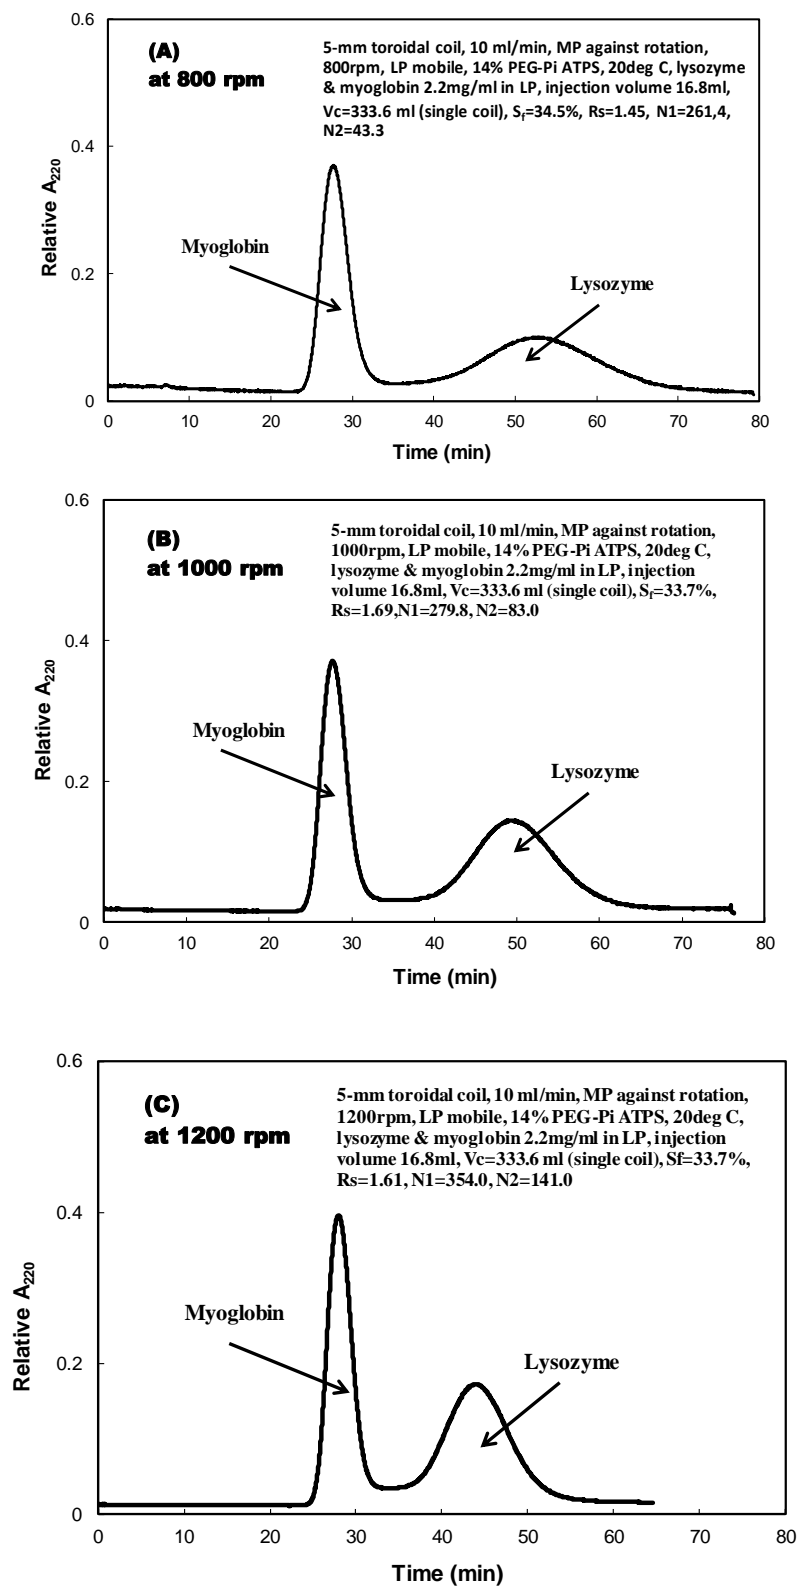 (A)
at 800 rpm
5-mm toroidal coil, 10 ml/min, MP against rotation,
800rpm, LP mobile, 14% PEG-Pi ATPS, 20deg C, lysozyme
& myoglobin 2.2mg/ml in LP, injection volume 16.8ml,
Vc=333.6 ml (single coil), Sf=34.5%, Rs=1.45, N1=261,4,
N2=43.3
0.6
0.4
0.2
0
Relative A220
Myoglobin
Lysozyme
0 10 20 30 40 50 60 70 80
Time (min)
(B)
at 1000 rpm
5-mm toroidal coil, 10 ml/min, MP against rotation,
1000rpm, LP mobile, 14% PEG-Pi ATPS, 20deg C,
lysozyme & myoglobin 2.2mg/ml in LP, injection
volume 16.8ml, Vc=333.6 ml (single coil), Sf=33.7%,
Rs=1.69,N1=279.8, N2=83.0
0.6
0.4
0.2
0
Relative A220
Myoglobin
Lysozyme
0 10 20 30 40 50 60 70 80
Time (min)
(C)
at 1200 rpm
5-mm toroidal coil, 10 ml/min, MP against rotation,
1200rpm, LP mobile, 14% PEG-Pi ATPS, 20deg C,
lysozyme & myoglobin 2.2mg/ml in LP, injection
volume 16.8ml, Vc=333.6 ml (single coil), Sf=33.7%,
Rs=1.61, N1=354.0, N2=141.0
0.6
0.4
0.2
0
Relative A220
Myoglobin
Lysozyme
0 10 20 30 40 50 60 70 80
Time (min)